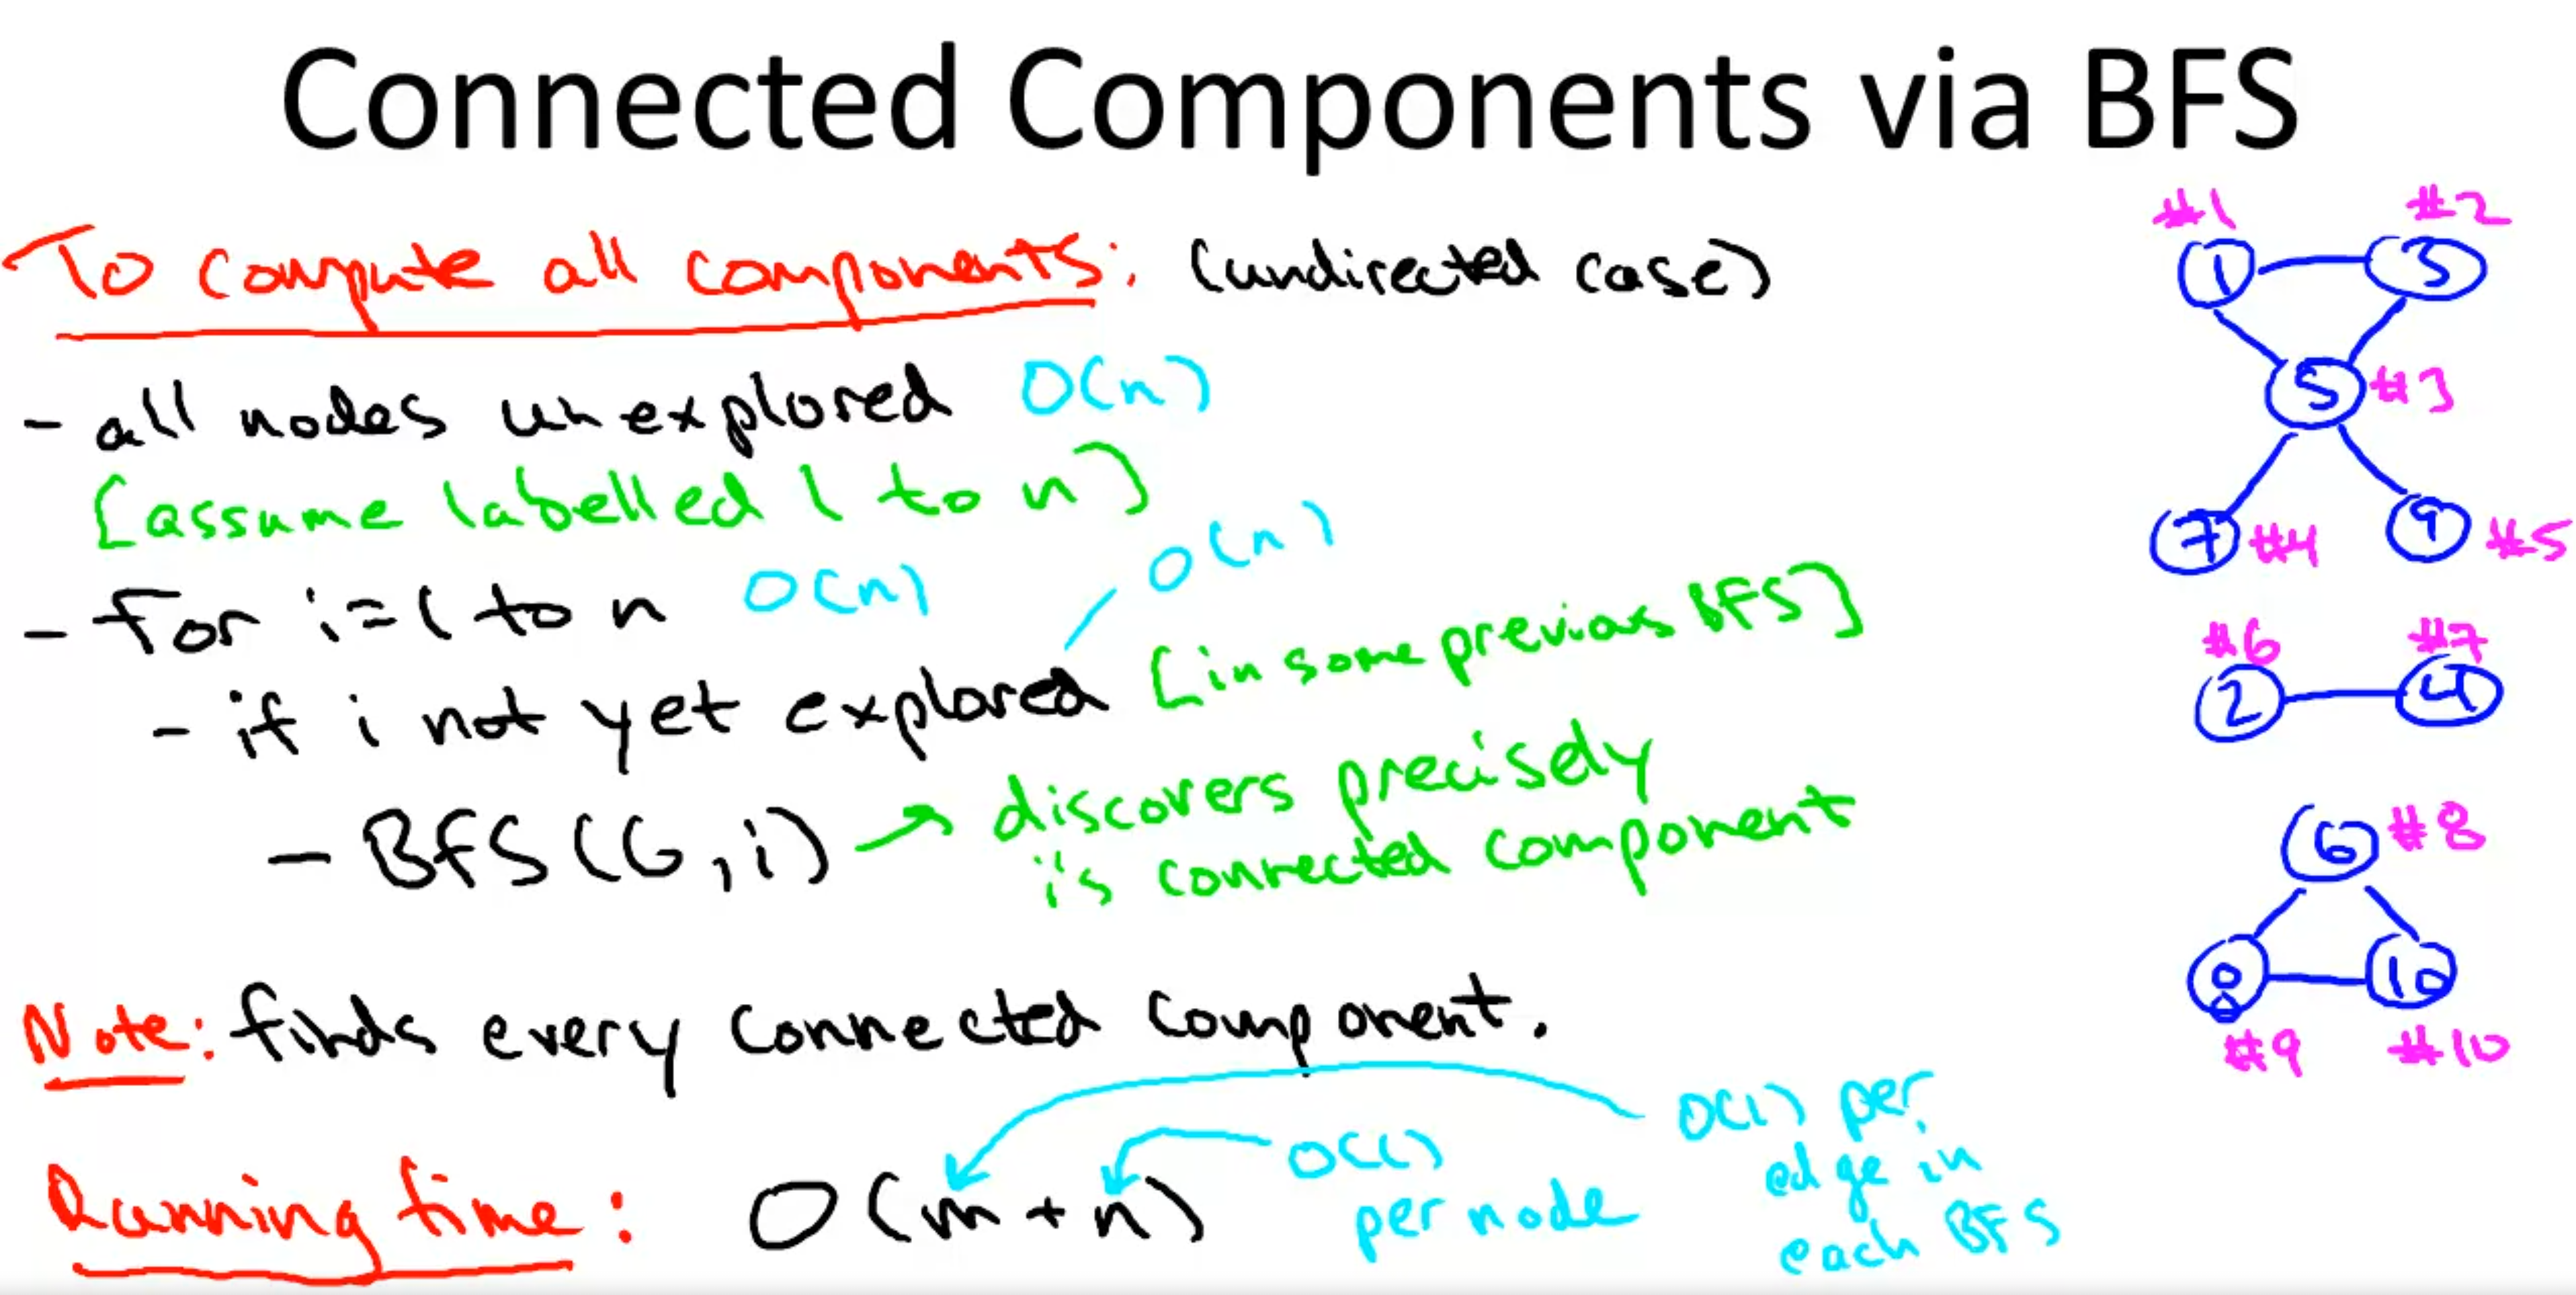 Connected Components via BFS
To compute all components: (undirected case)
- all nodes unexplored O(n)
[assume labelled 1 to n]
- for i=1 to n O(n)
O(n)
- if i not yet explored [in some previous BFS]
- BFS(G,i) → discovers precisely
i's connected component
Note: finds every connected component.
Running time: O(m+n)
O(1)
per node
O(1) per
edge in
each BFS
#1 #2
1 3
5 #3
7 #4 9 #5
#6 #7
2 4
6 #8
8 10
#9 #10